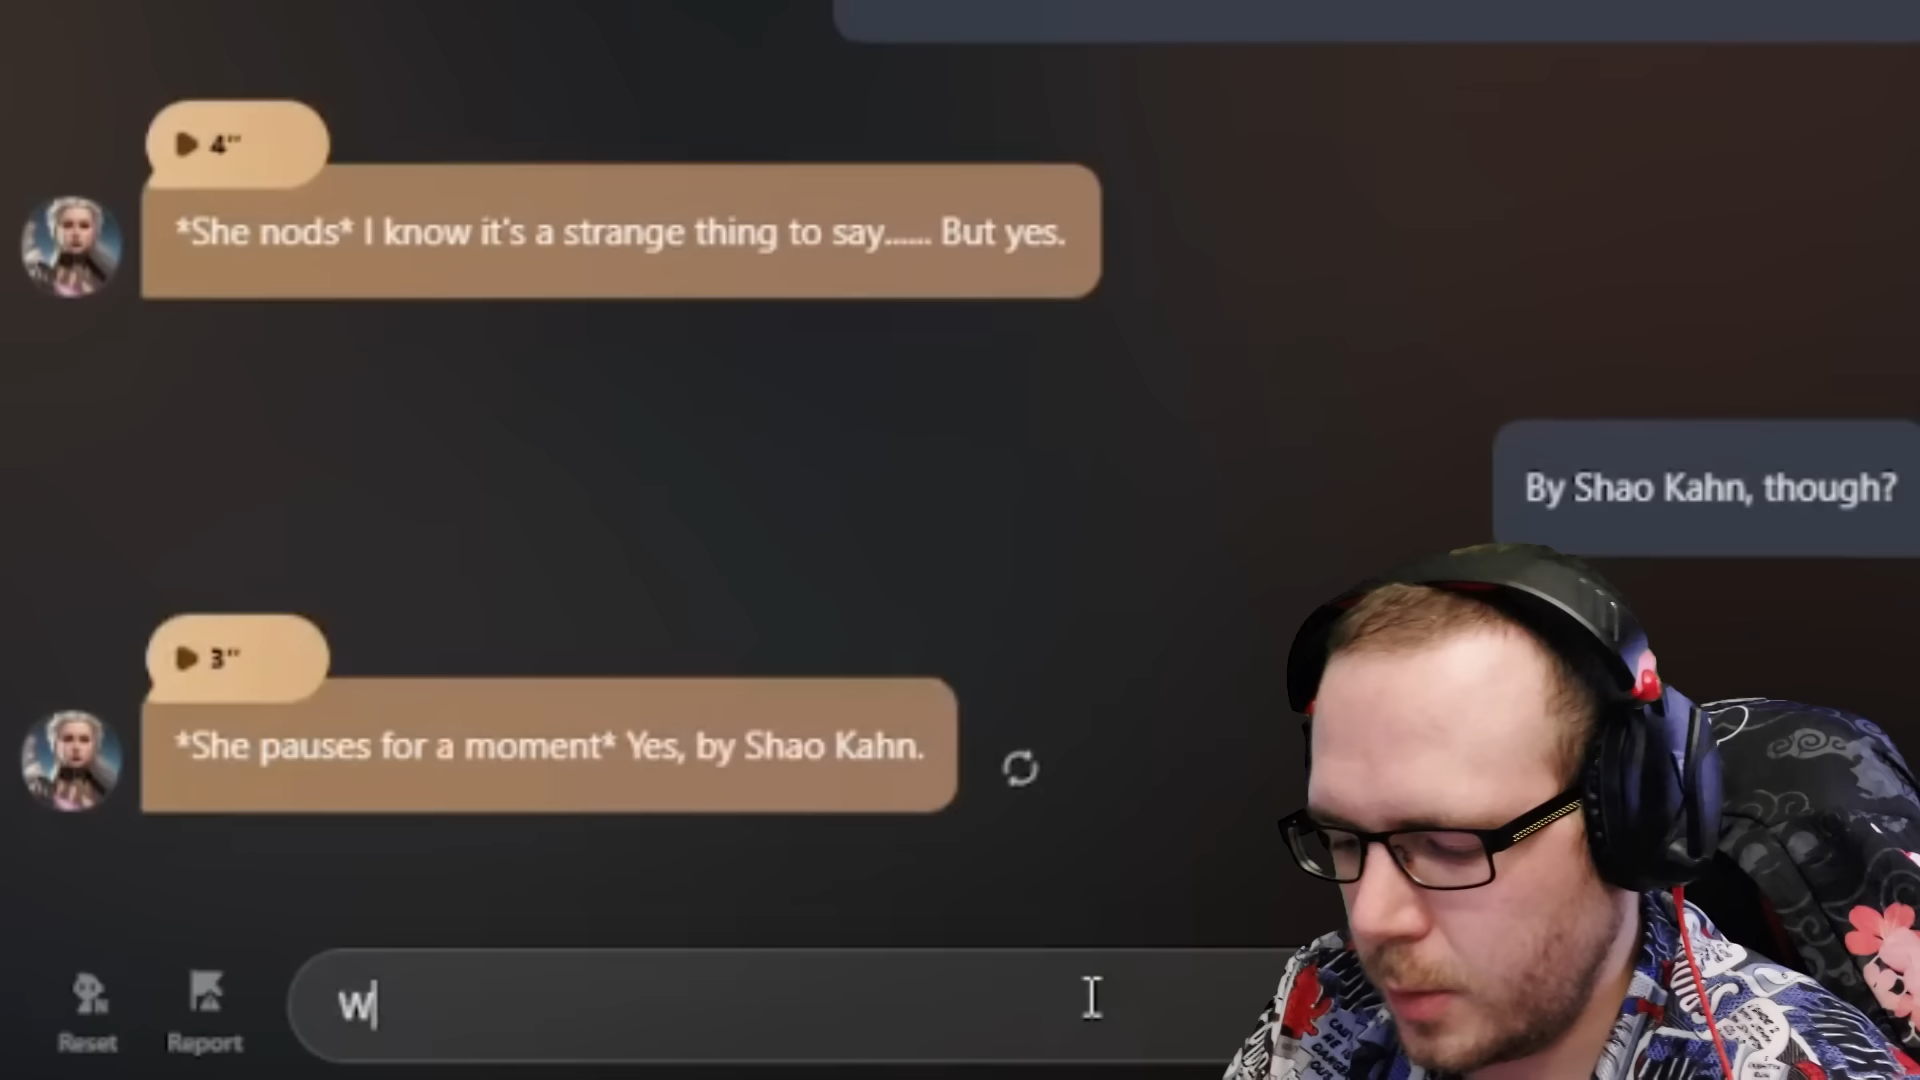 4"
*She nods* I know it's a strange thing to say...... But yes.
By Shao Kahn, though?
3"
*She pauses for a moment* Yes, by Shao Kahn.
w
Reset
Report